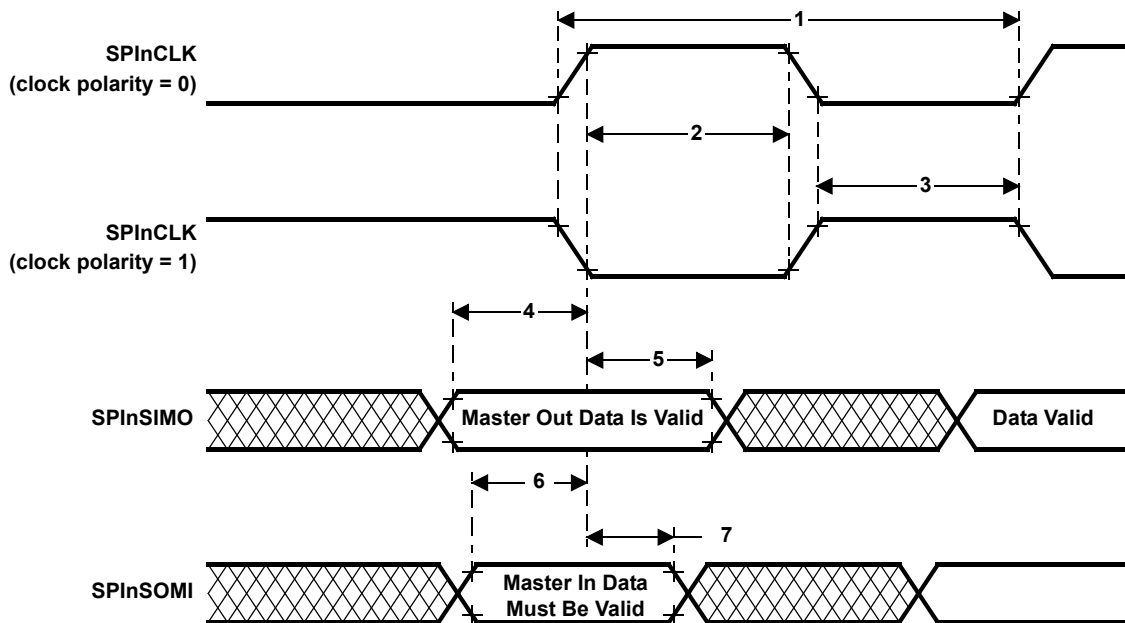 1
SPInCLK
(clock polarity = 0)
2
3
SPInCLK
(clock polarity = 1)
4
5
SPInSIMO
Master Out Data Is Valid
Data Valid
6
7
SPInSOMI
Master In Data
Must Be Valid